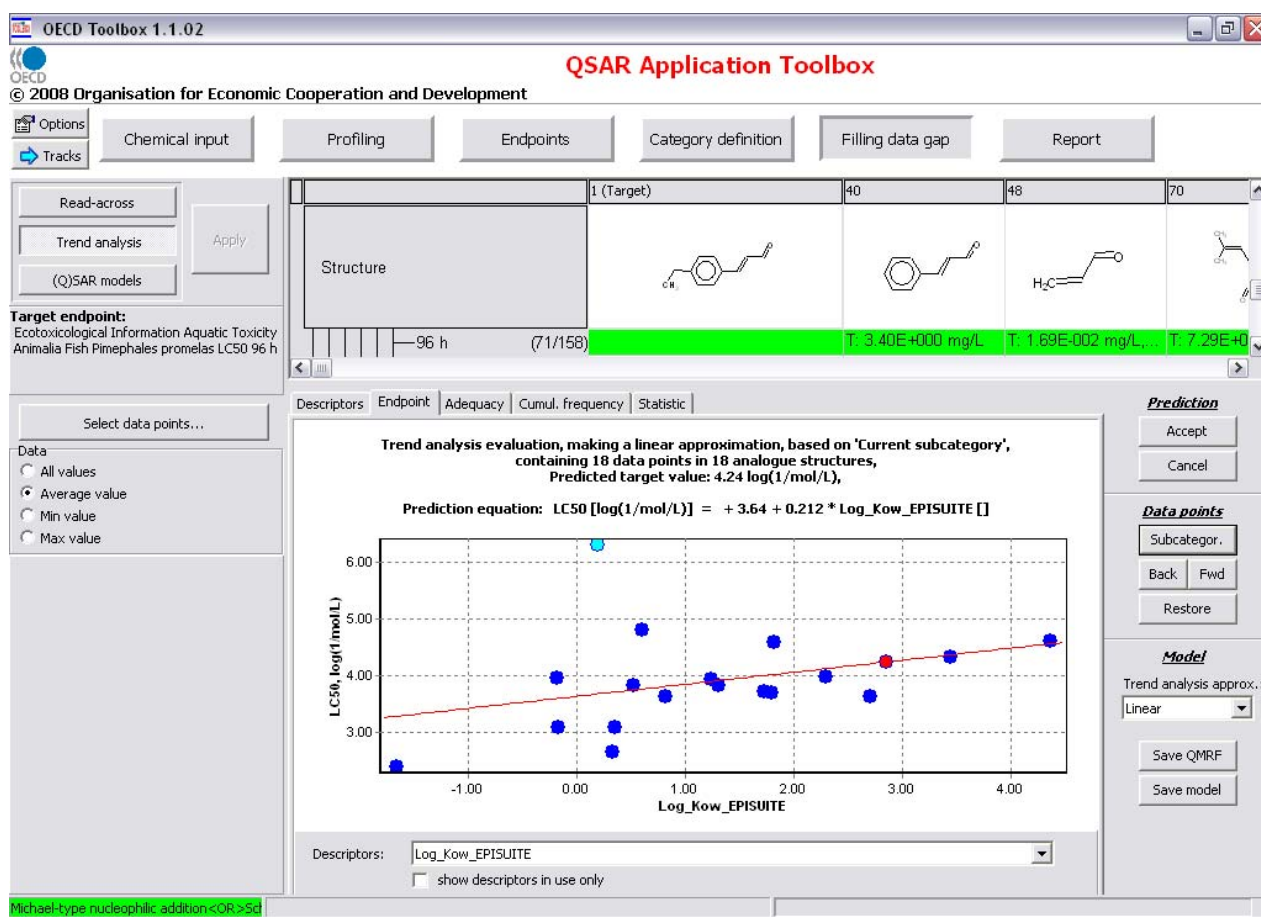 OECD Toolbox 1.1.02
OECD
QSAR Application Toolbox
© 2008 Organisation for Economic Cooperation and Development
Options
Tracks
Chemical input
Profiling
Endpoints
Category definition
Filling data gap
Report
Read-across
Trend analysis
(Q)SAR models
Apply
Target endpoint:
Ecotoxicological Information Aquatic Toxicity
Animalia Fish Pimephales promelas LC50 96 h
1 (Target)
40
48
70
Structure
H₂C
96 h (71/158)
T: 3.40E+000 mg/L
T: 1.69E-002 mg/L,...
T: 7.29E+0
Select data points...
Data
All values
Average value
Min value
Max value
Descriptors
Endpoint
Adequacy
Cumul. frequency
Statistic
Trend analysis evaluation, making a linear approximation, based on 'Current subcategory',
containing 18 data points in 18 analogue structures,
Predicted target value: 4.24 log(1/mol/L),
Prediction equation: LC50 [log(1/mol/L)] = + 3.64 + 0.212 * Log_Kow_EPISUITE []
LC50, log(1/mol/L)
6.00
5.00
4.00
3.00
-1.00
0.00
1.00
2.00
3.00
4.00
Log_Kow_EPISUITE
Descriptors:
Log_Kow_EPISUITE
show descriptors in use only
Prediction
Accept
Cancel
Data points
Subcategor.
Back
Fwd
Restore
Model
Trend analysis approx.
Linear
Save QMRF
Save model
Michael-type nucleophilic addition<OR>Sch